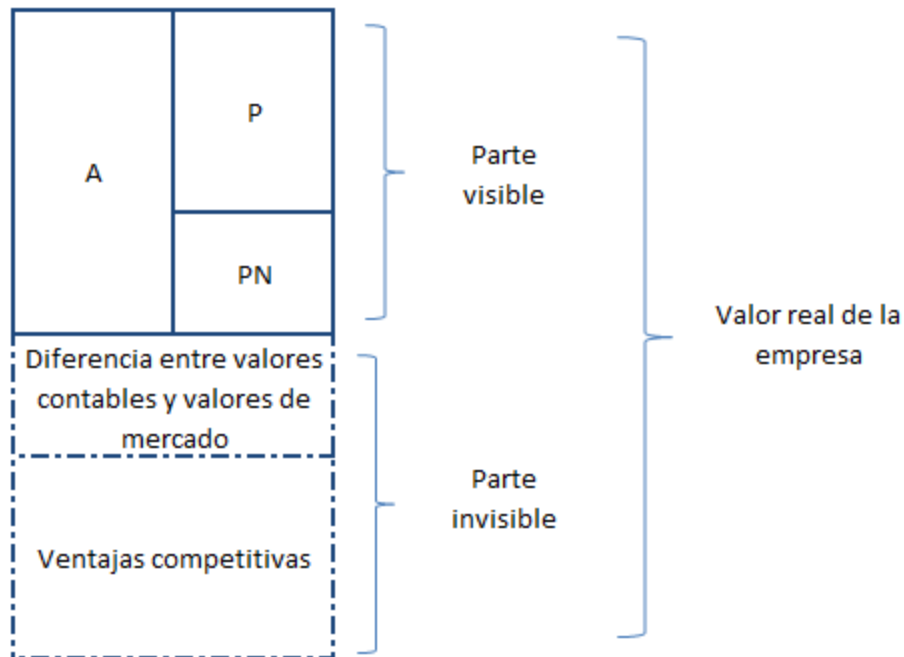 A
P
PN
Parte
visible
Diferencia entre valores
contables y valores de
mercado
Ventajas competitivas
Parte
invisible
Valor real de la
empresa